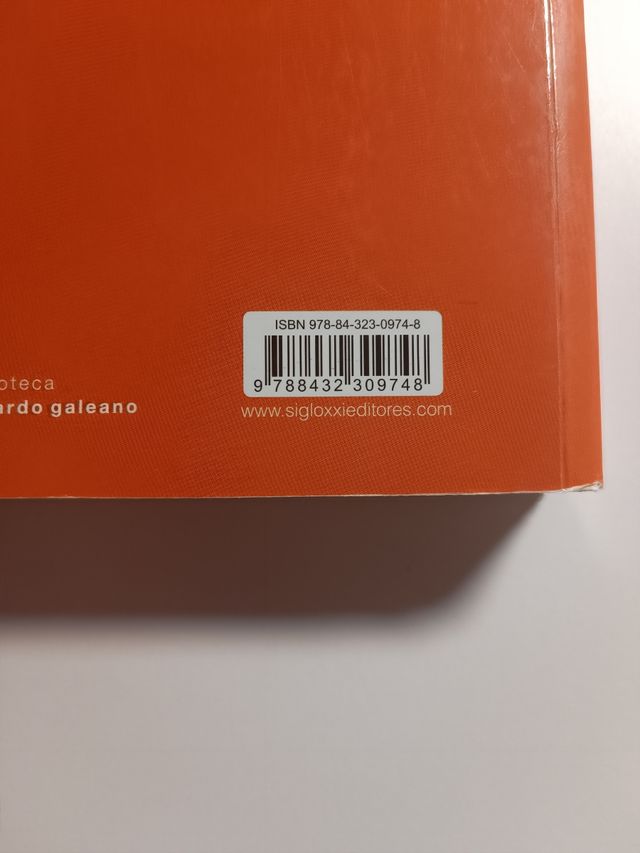 ISBN 978-84-323-0974-8
9 788432 309748
www.sigloxxieditores.com
oteca
ardo galeano